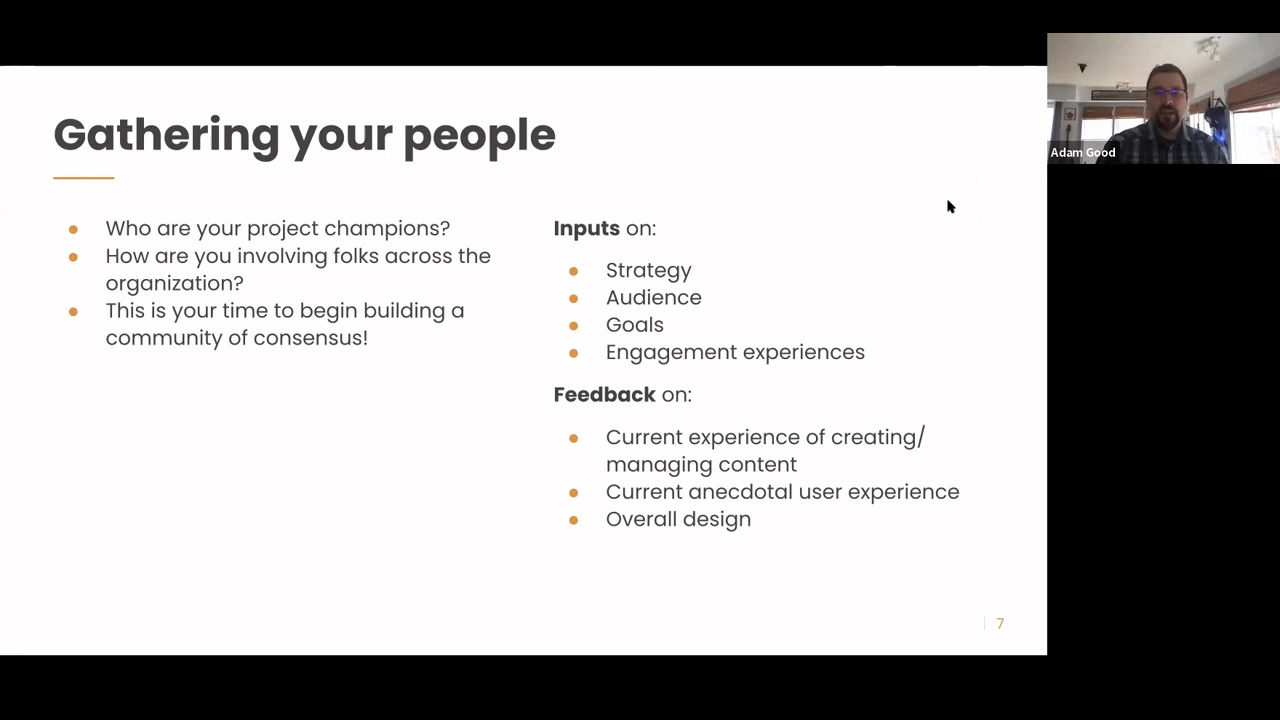 Gathering your people
Who are your project champions?
How are you involving folks across the
organization?
This is your time to begin building a
community of consensus!
Inputs on:
Strategy
Audience
Goals
Engagement experiences
Feedback on:
Current experience of creating/
managing content
Current anecdotal user experience
Overall design
7
Adam Good